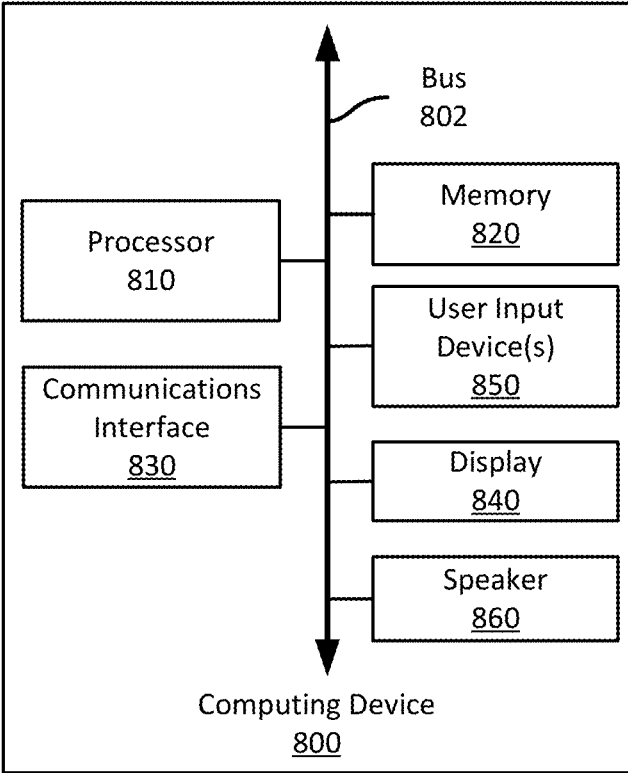 Bus
802
Processor
810
Memory
820
User Input
Device(s)
850
Communications
Interface
830
Display
840
Speaker
860
Computing Device
800